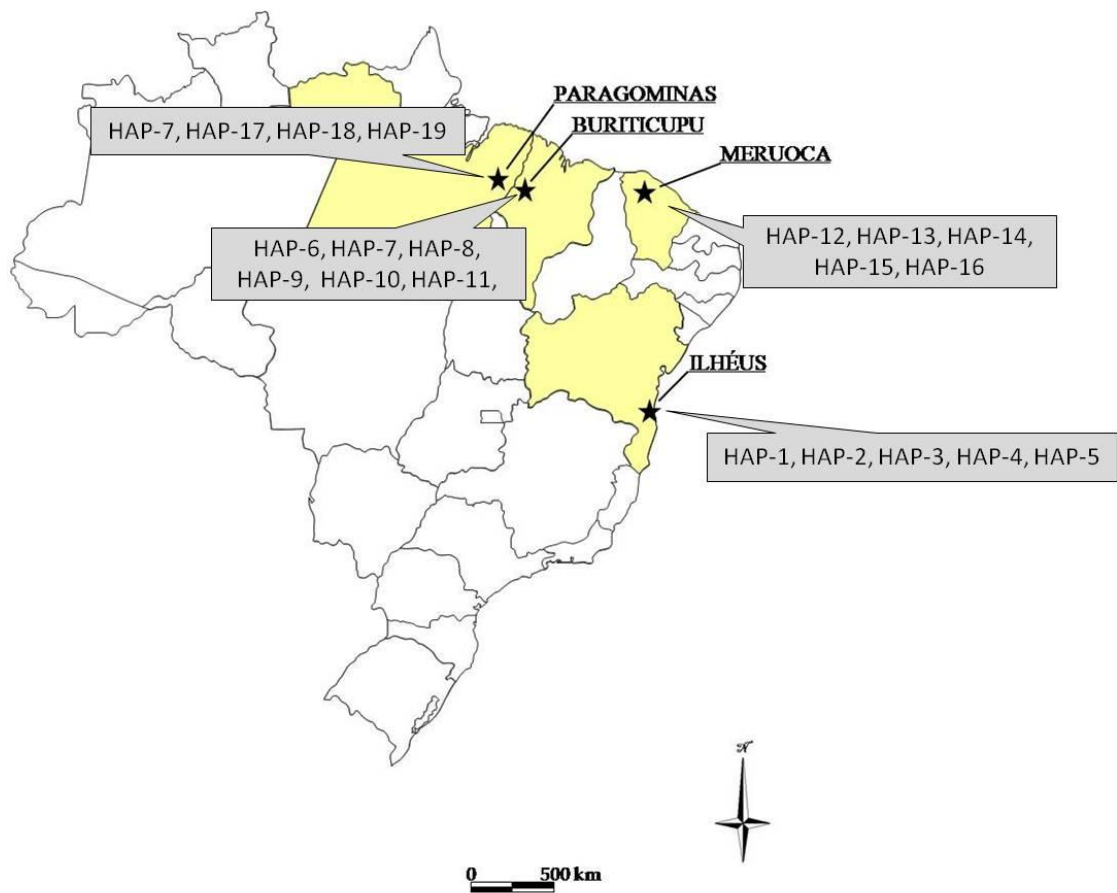 PARAGOMINAS
BURITICUPU
HAP-7, HAP-17, HAP-18, HAP-19
MERUOCA
HAP-6, HAP-7, HAP-8,
HAP-9, HAP-10, HAP-11,
HAP-12, HAP-13, HAP-14,
HAP-15, HAP-16
ILHÉUS
HAP-1, HAP-2, HAP-3, HAP-4, HAP-5
N
0 500 km